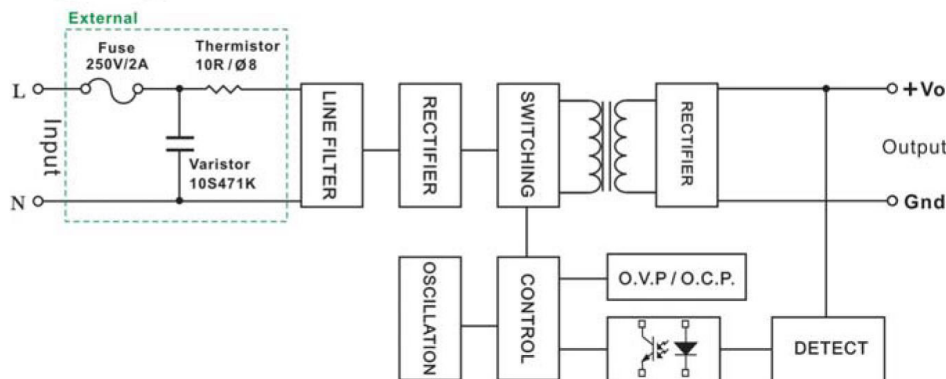 External
Fuse
250V/2A
Thermistor
10R/Ø8
L
Input
N
Varistor
10S471K
LINE FILTER
RECTIFIER
SWITCHING
RECTIFIER
+Vo
Output
Gnd
OSCILLATION
CONTROL
O.V.P / O.C.P.
DETECT